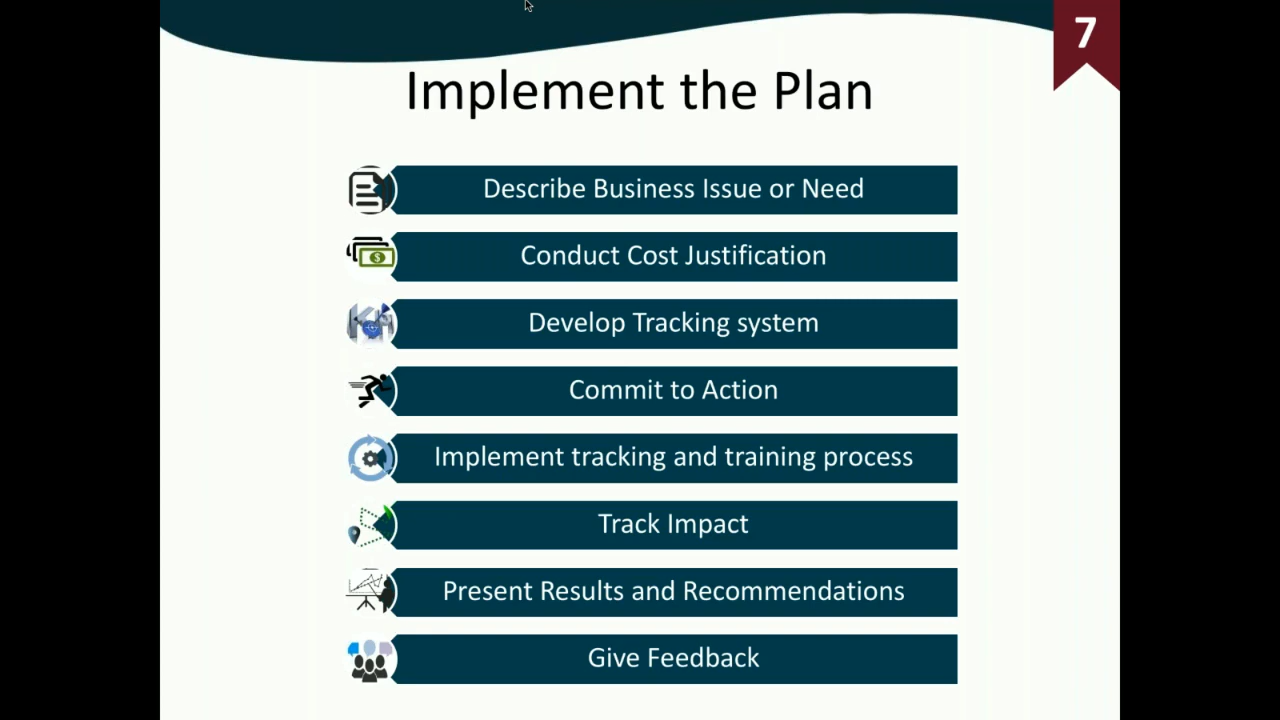 7
Implement the Plan
Describe Business Issue or Need
$
Conduct Cost Justification
Develop Tracking system
Commit to Action
Implement tracking and training process
Track Impact
Present Results and Recommendations
Give Feedback